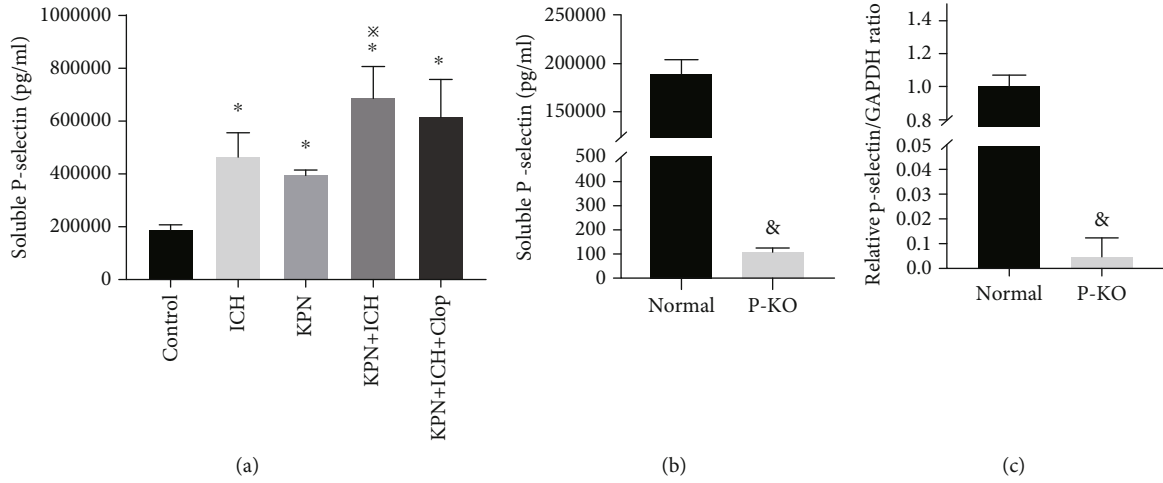 Soluble P-selectin (pg/ml)
1000000
800000
600000
400000
200000
0
*
*
※
*
*
Control
ICH
KPN
KPN+ICH
KPN+ICH+Clop
(a)
Soluble P -selectin (pg/ml)
250000
200000
150000
500
400
300
200
100
0
&
Normal
P-KO
(b)
Relative p-selectin/GAPDH ratio
1.4
1.2
1.0
0.8
0.05
0.04
0.03
0.02
0.1
0.0
&
Normal
P-KO
(c)